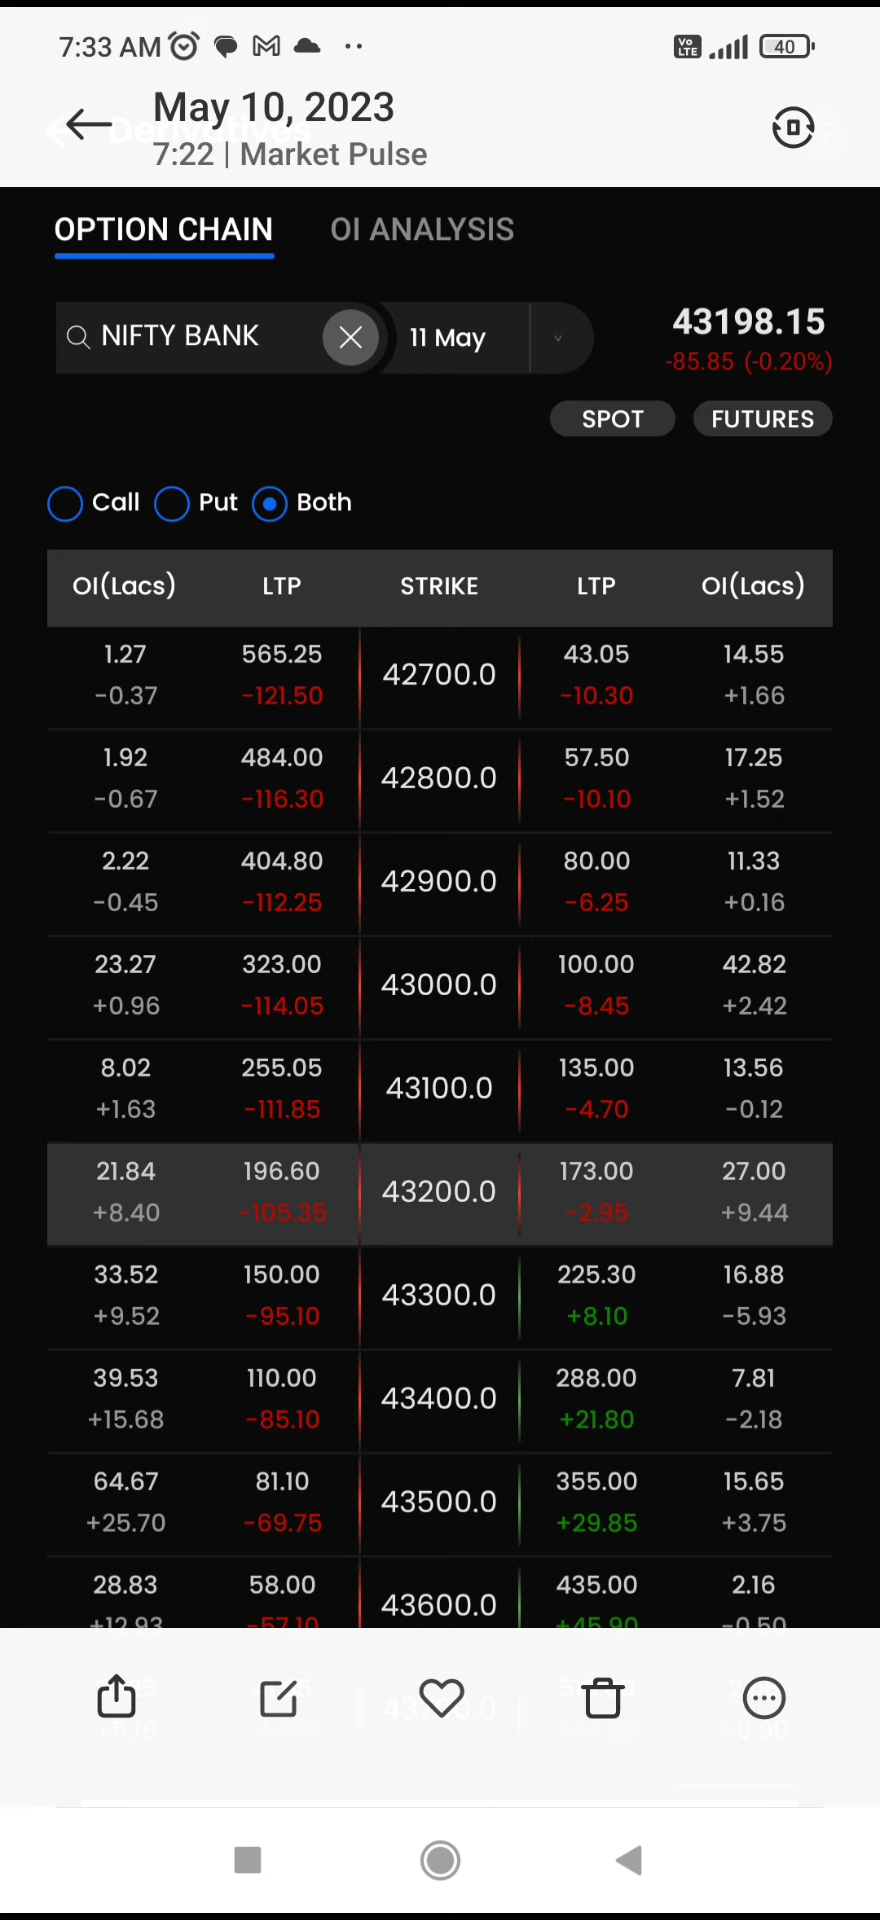 7:33 AM
Vo LTE
40
May 10, 2023
Derivatives
7:22 | Market Pulse
OPTION CHAIN OI ANALYSIS
NIFTY BANK 11 May 43198.15
-85.85 (-0.20%)
SPOT FUTURES
Call Put Both
OI(Lacs) LTP STRIKE LTP OI(Lacs)
1.27 565.25 42700.0 43.05 14.55
-0.37 -121.50 -10.30 +1.66
1.92 484.00 42800.0 57.50 17.25
-0.67 -116.30 -10.10 +1.52
2.22 404.80 42900.0 80.00 11.33
-0.45 -112.25 -6.25 +0.16
23.27 323.00 43000.0 100.00 42.82
+0.96 -114.05 -8.45 +2.42
8.02 255.05 43100.0 135.00 13.56
+1.63 -111.85 -4.70 -0.12
21.84 196.60 43200.0 173.00 27.00
+8.40 -105.35 -2.95 +9.44
33.52 150.00 43300.0 225.30 16.88
+9.52 -95.10 +8.10 -5.93
39.53 110.00 43400.0 288.00 7.81
+15.68 -85.10 +21.80 -2.18
64.67 81.10 43500.0 355.00 15.65
+25.70 -69.75 +29.85 +3.75
28.83 58.00 43600.0 435.00 2.16
+12.93 -57.10 +45.90 -0.50